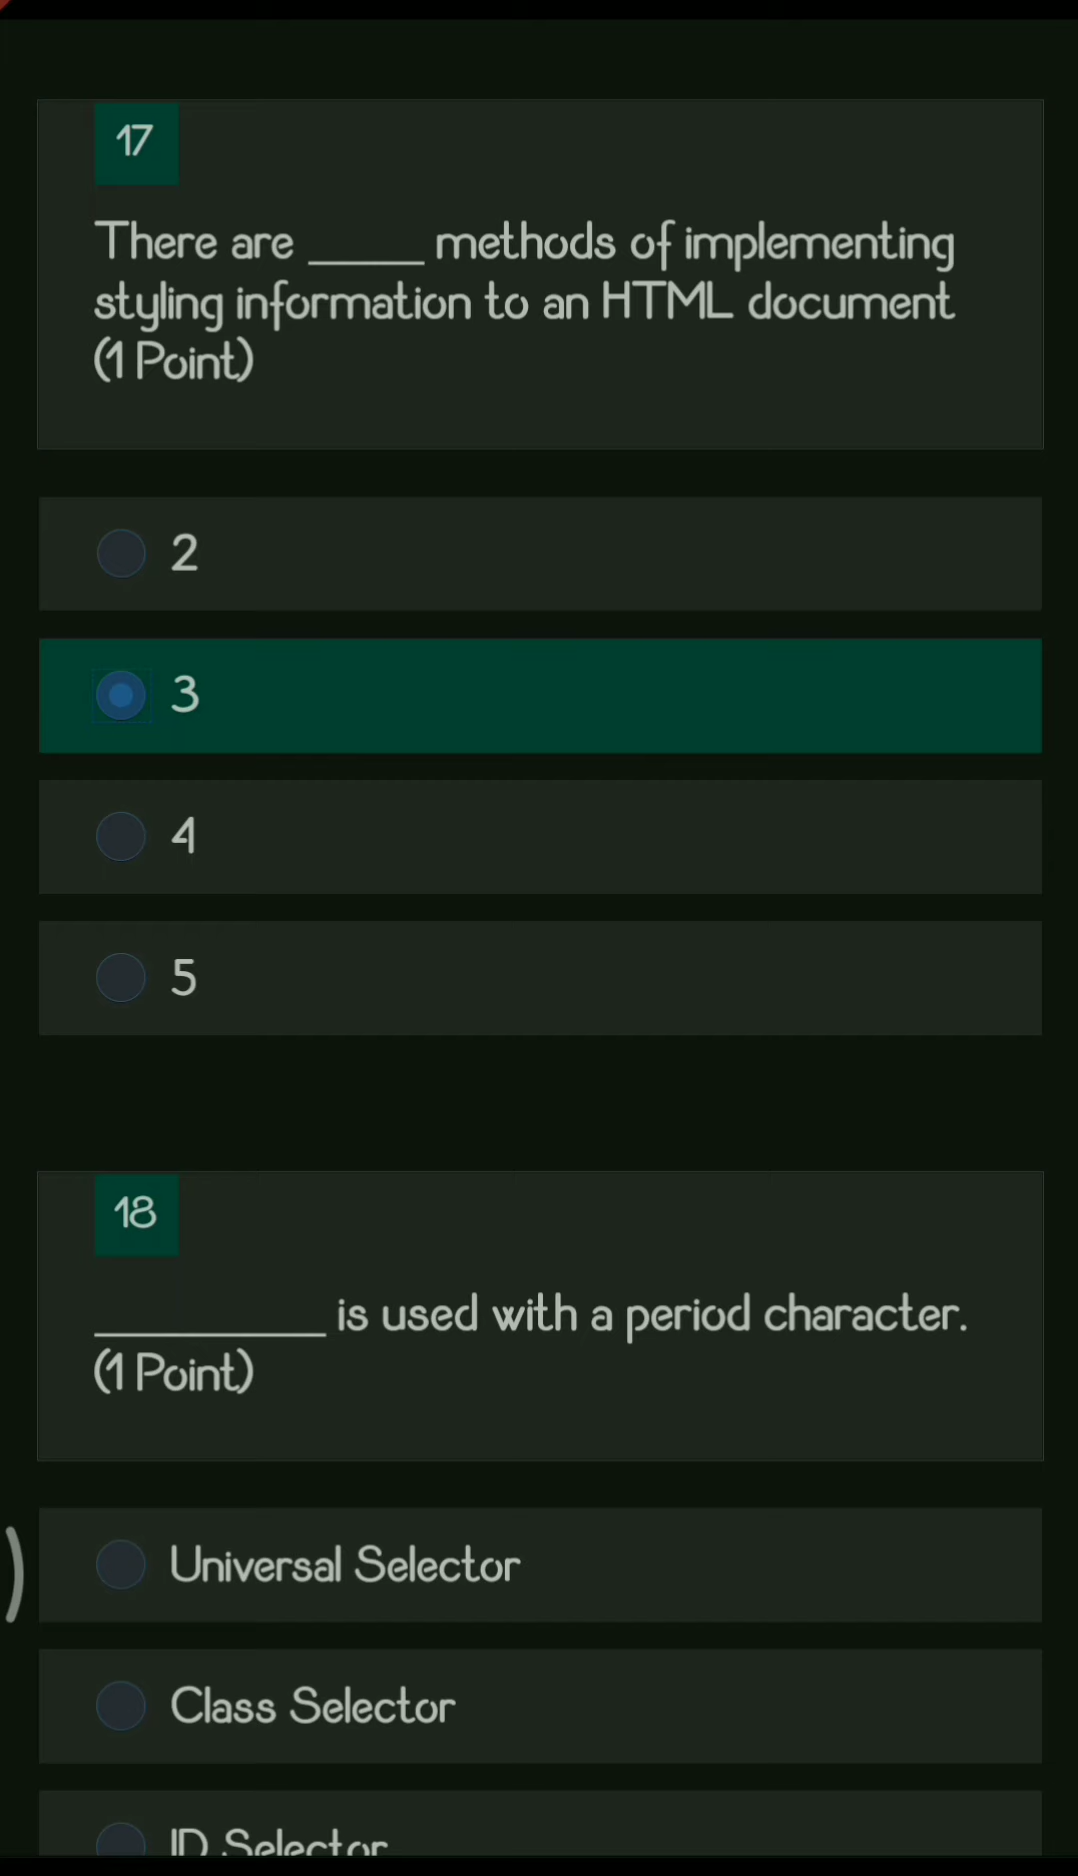 17
There are _____ methods of implementing
styling information to an HTML document
(1 Point)
2
3
4
5
18
__________ is used with a period character.
(1 Point)
Universal Selector
Class Selector
ID Selector